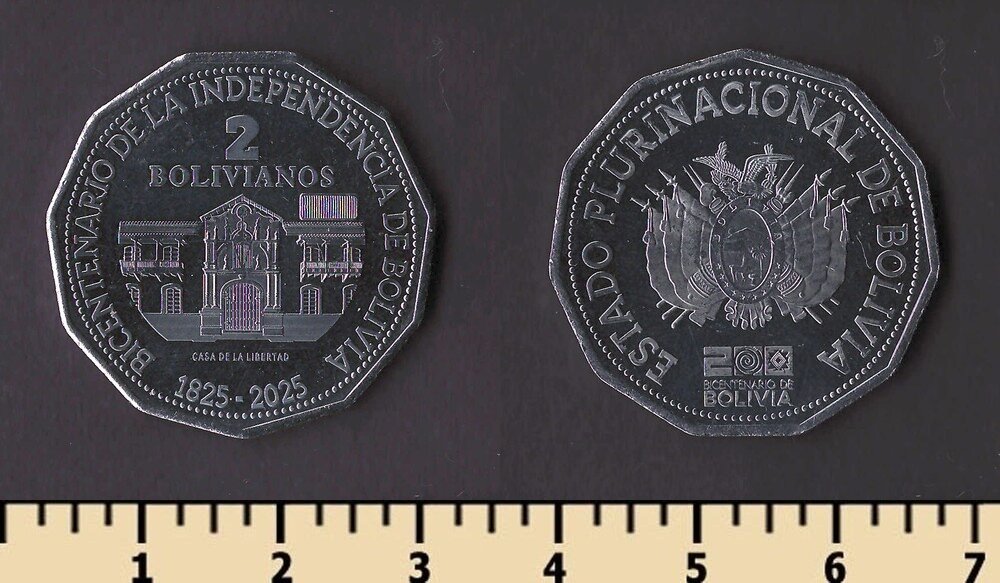 BICENTENARIO DE LA INDEPENDENCIA DE BOLIVIA
2
BOLIVIANOS
CASA DE LA LIBERTAD
1825 - 2025
ESTADO PLURINACIONAL DE BOLIVIA
200
BICENTENARIO DE
BOLIVIA
1 2 3 4 5 6 7